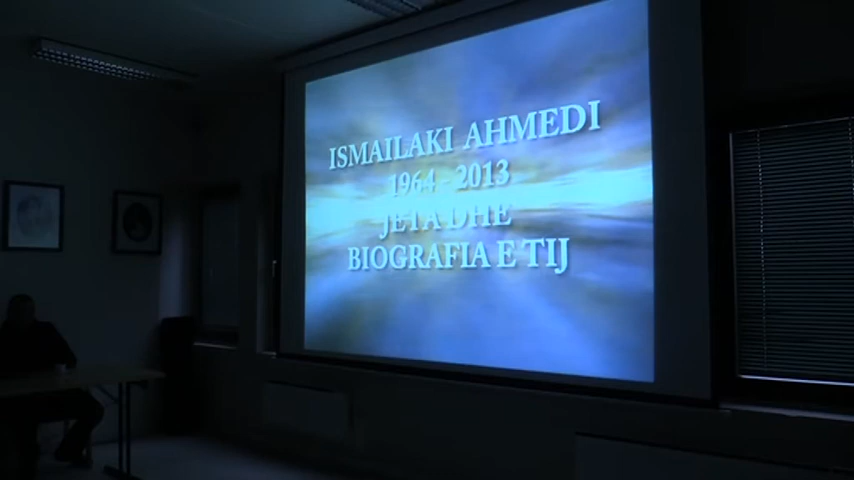 ISMAILAKI AHMEDI
1964 - 2013
JETA DHE
BIOGRAFIA E TIJ